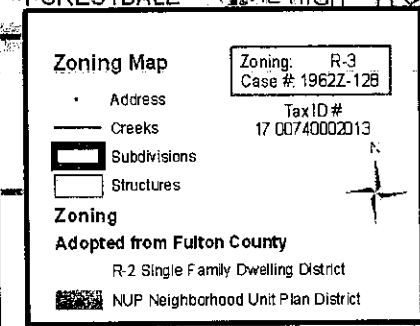 FORESTDALE
Zoning Map
Zoning: R-3
Case #: 1962Z-128
Tax ID #
17 00740002013
N
Address
Creeks
Subdivisions
Structures
Zoning
Adopted from Fulton County
R-2 Single Family Dwelling District
NUP Neighborhood Unit Plan District